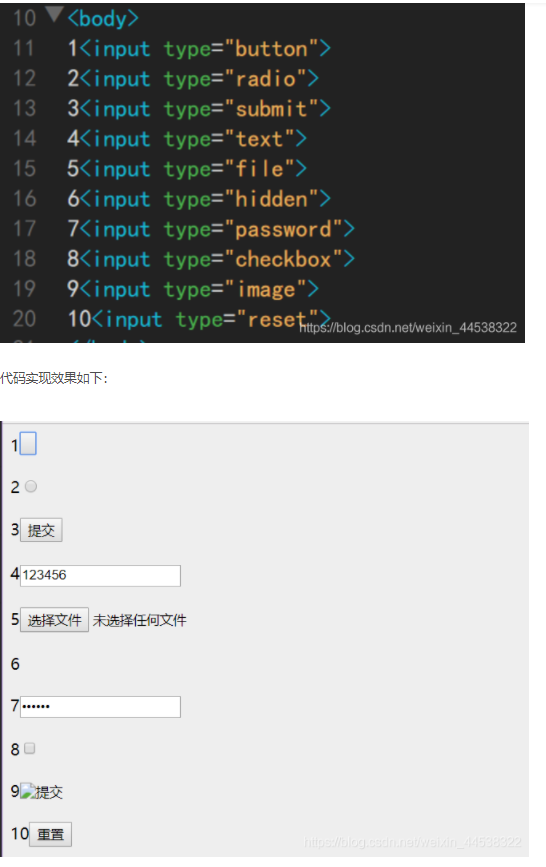 10 <body>
11 1<input type="button">
12 2<input type="radio">
13 3<input type="submit">
14 4<input type="text">
15 5<input type="file">
16 6<input type="hidden">
17 7<input type="password">
18 8<input type="checkbox">
19 9<input type="image">
20 10<input type="reset">
https://blog.csdn.net/weixin_44538322
代码实现效果如下:
1
2
3 提交
4 123456
5 选择文件 未选择任何文件
6
7 ••••••
8
9 提交
10 重置
https://blog.csdn.net/weixin_44538322